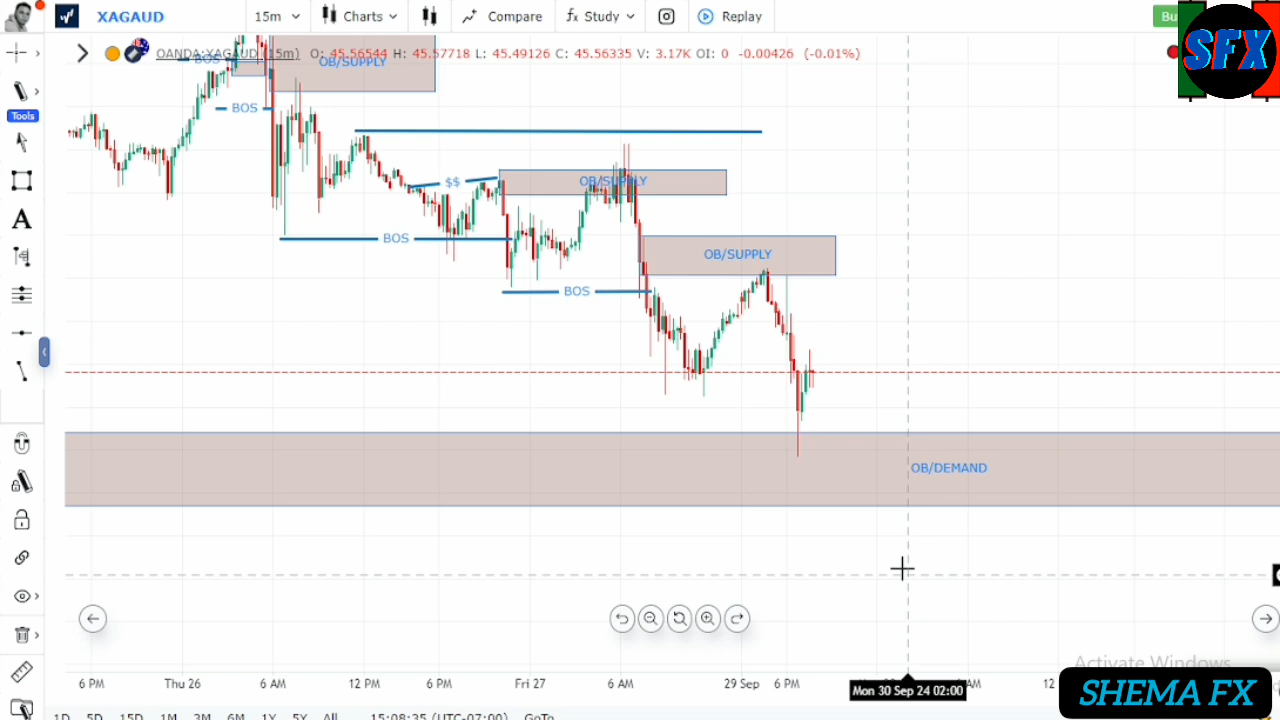 XAGAUD 15m Charts Compare fx Study Replay Bu
SFX
OANDA:XAGAUD (15m) O: 45.56544 H: 45.57718 L: 45.49126 C: 45.56335 V: 3.17K OI: 0 -0.00426 (-0.01%)
BOS
OB/SUPPLY
BOS
Tools
$$
OB/SUPPLY
BOS
OB/SUPPLY
BOS
OB/DEMAND
Activate Windows
6 PM Thu 26 6 AM 12 PM 6 PM Fri 27 6 AM 29 Sep 6 PM Mon 30 Sep 24 02:00 AM 12
SHEMA FX
1D 5D 15D 1M 3M 6M 1Y 5Y All 15:08:35 (UTC-07:00) GoTo